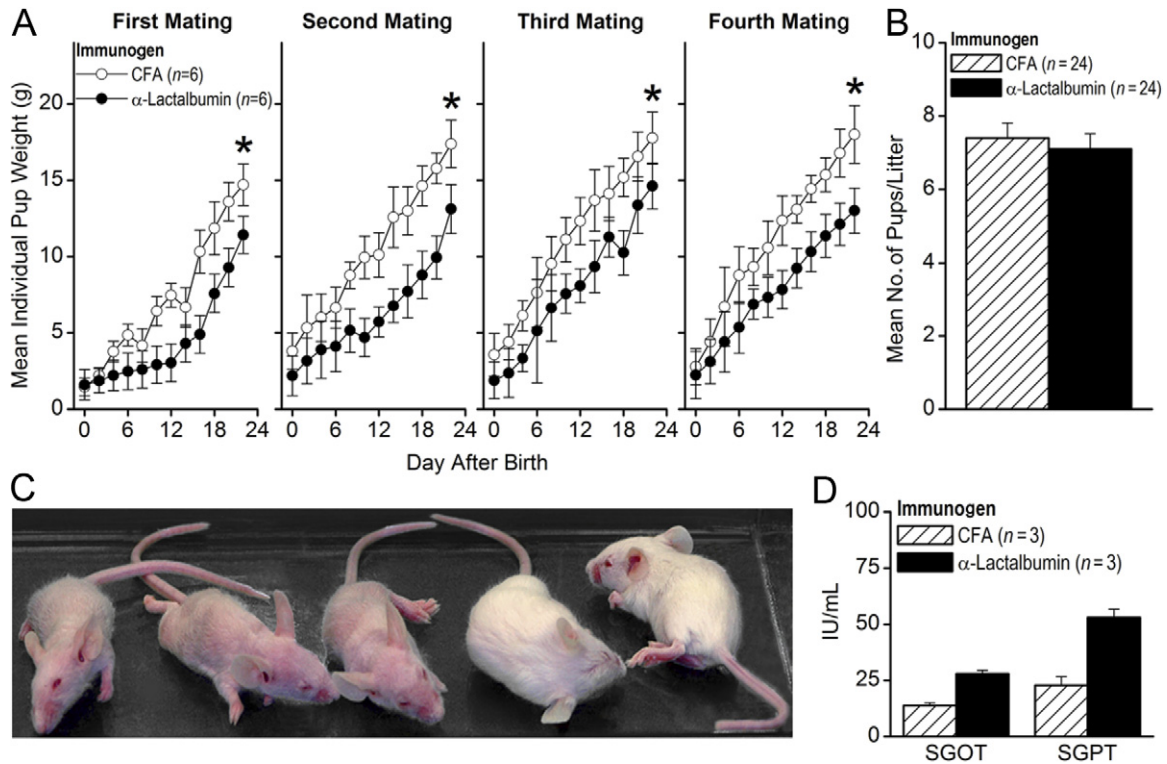 A
First Mating
Second Mating
Third Mating
Fourth Mating
Immunogen
CFA (n=6)
α-Lactalbumin (n=6)
Mean Individual Pup Weight (g)
20
15
10
5
0
*
*
*
*
0 6 12 18 24
0 6 12 18 24
0 6 12 18 24
0 6 12 18 24
Day After Birth
B
Immunogen
CFA (n=24)
α-Lactalbumin (n=24)
Mean No. of Pups/Litter
10
8
6
4
2
0
C
D
Immunogen
CFA (n=3)
α-Lactalbumin (n=3)
IU/mL
100
75
50
25
0
SGOT SGPT